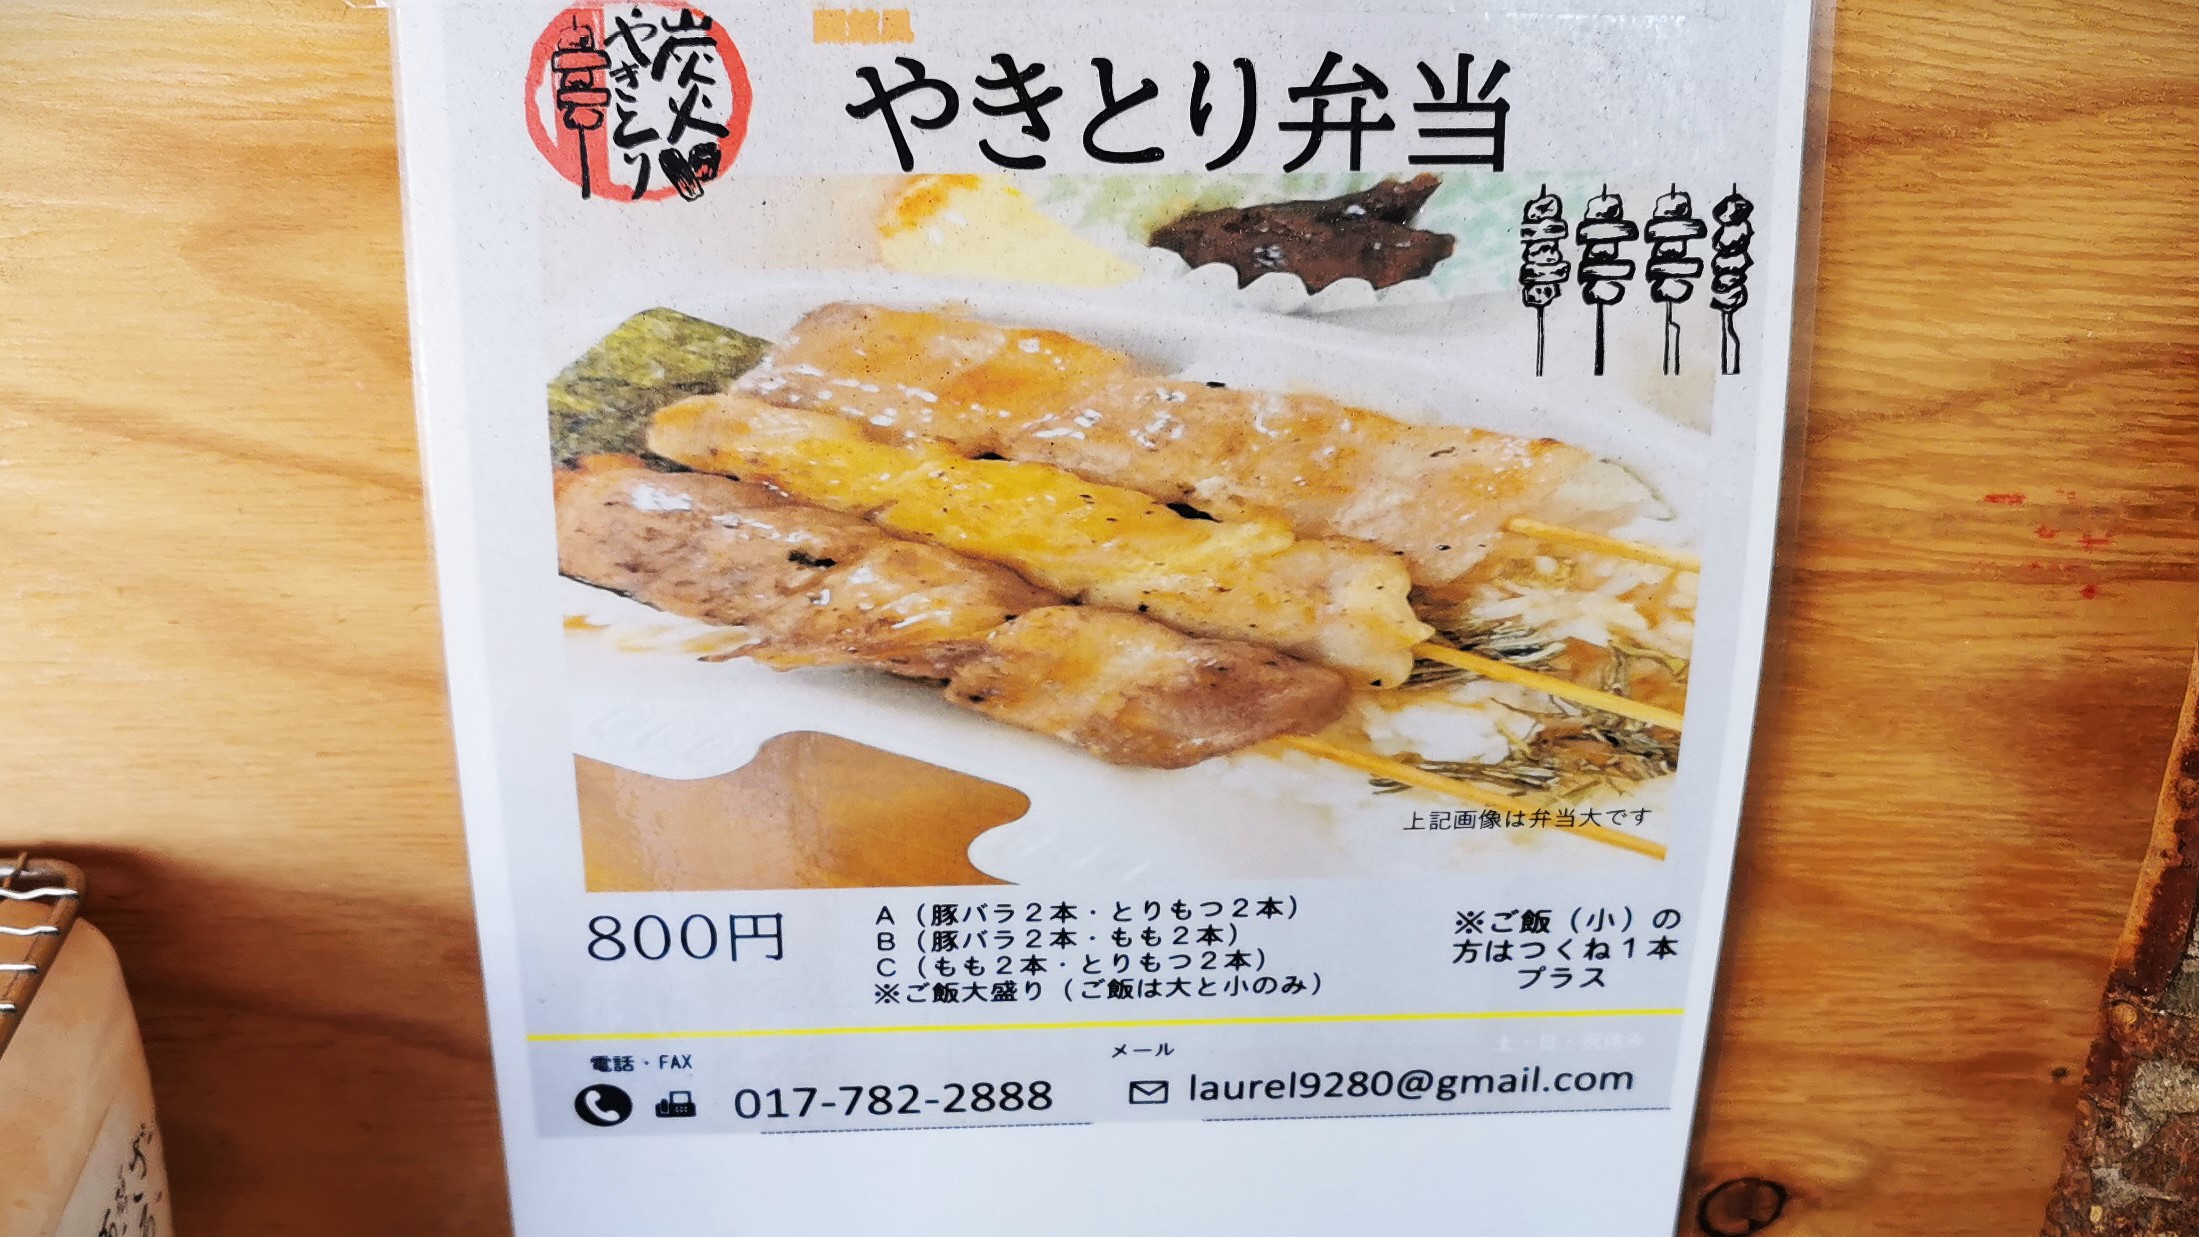 炭火
やきとり
やきとり弁当
上記画像は弁当大です
800円
A（豚バラ２本・とりもつ２本）
B（豚バラ２本・もも２本）
C（もも２本・とりもつ２本）
※ご飯大盛り（ご飯は大と小のみ）
※ご飯（小）の
方はつくね１本
プラス
電話・FAX
017-782-2888
メール
laurel9280@gmail.com